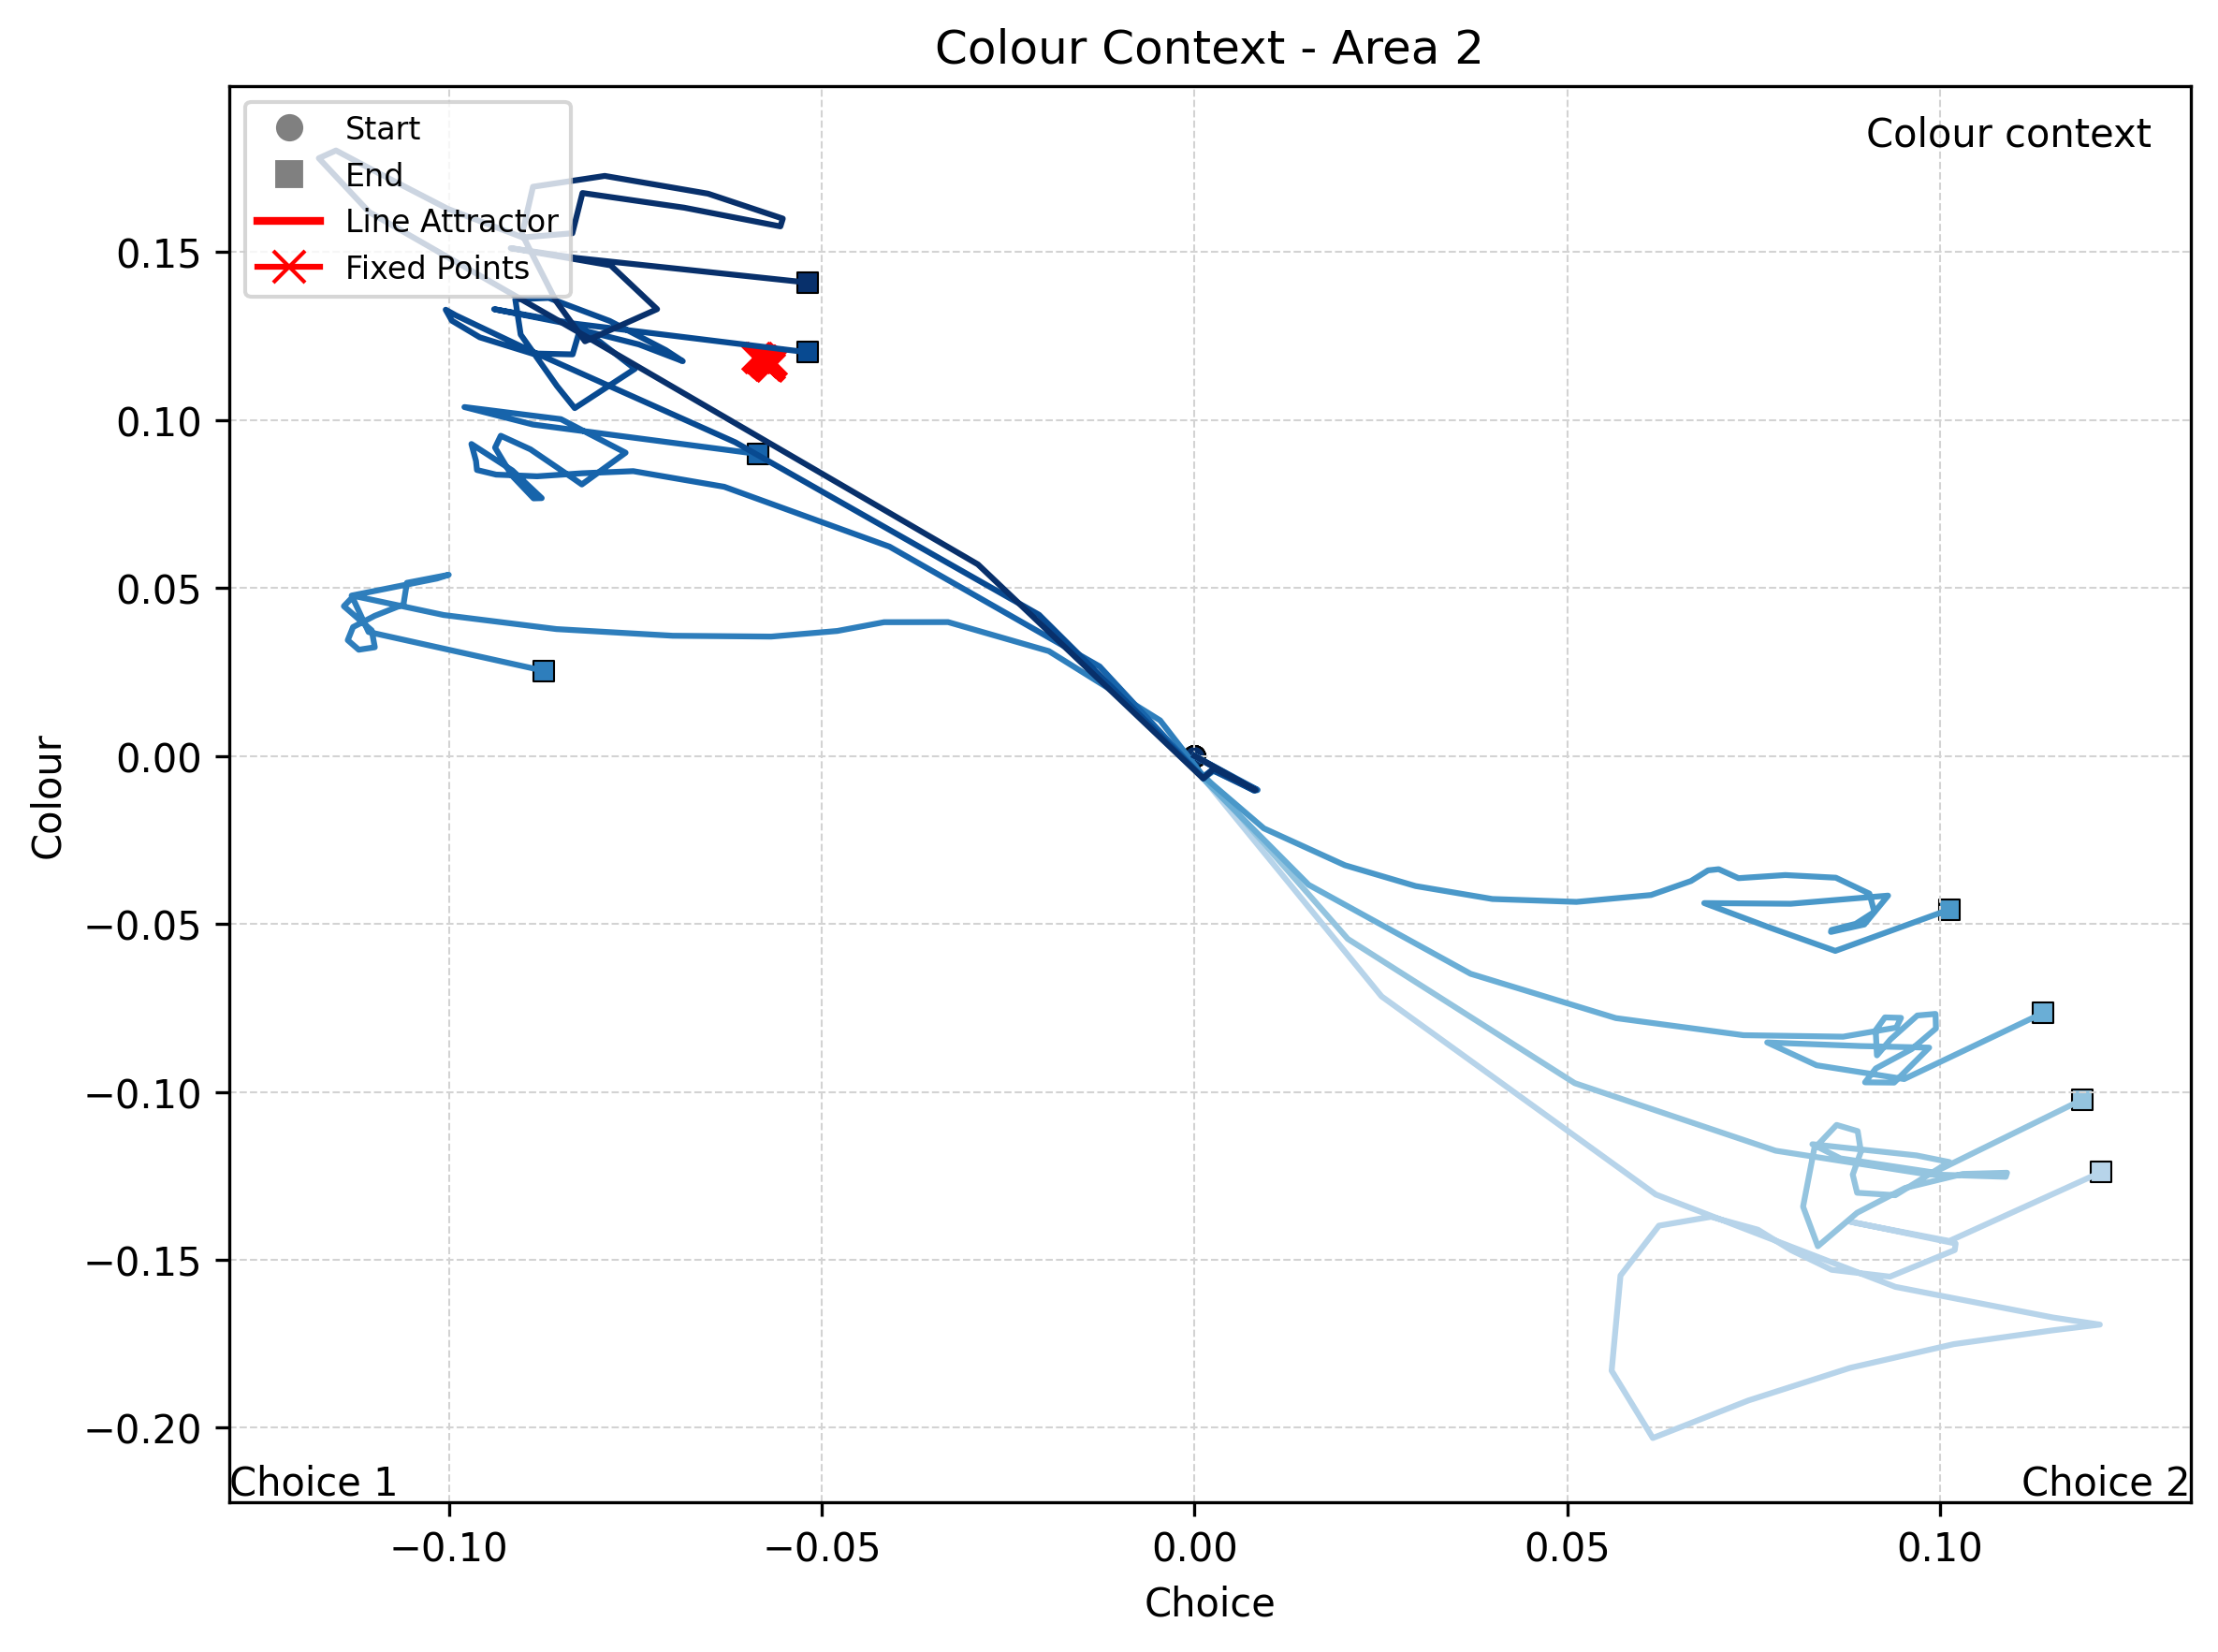 Colour Context - Area 2
Start
End
Line Attractor
Fixed Points
Colour context
0.15
0.10
0.05
0.00
−0.05
−0.10
−0.15
−0.20
Colour
Choice 1
Choice 2
−0.10
−0.05
0.00
0.05
0.10
Choice